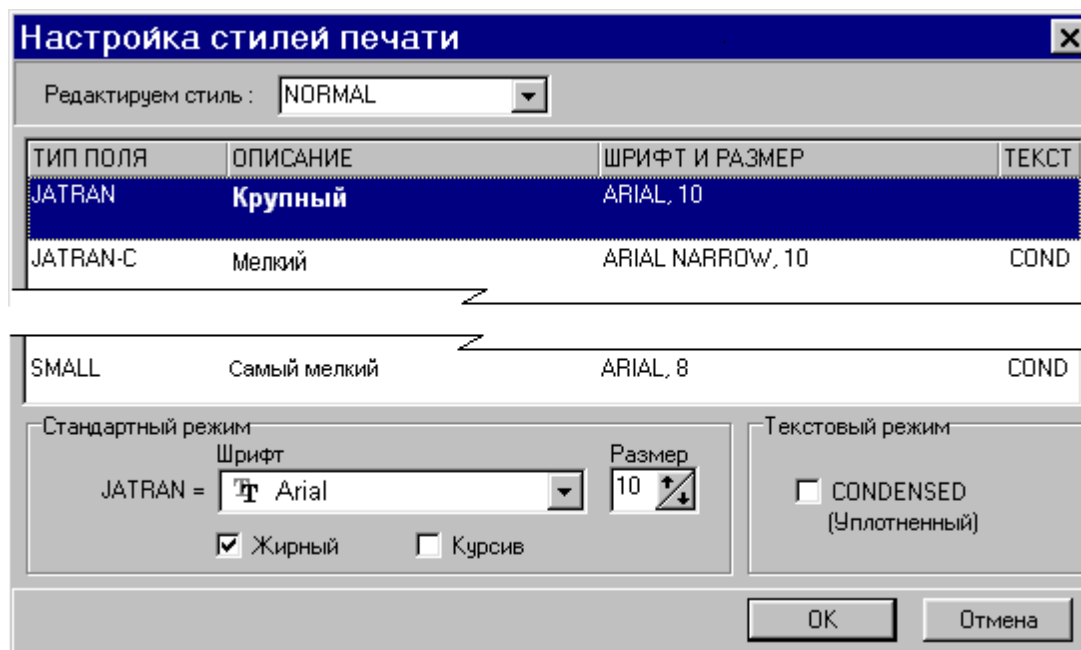 Настройка стилей печати
Редактируем стиль : NORMAL
ТИП ПОЛЯ ОПИСАНИЕ ШРИФТ И РАЗМЕР ТЕКСТ
JATRAN Крупный ARIAL, 10
JATRAN-C Мелкий ARIAL NARROW, 10 COND
SMALL Самый мелкий ARIAL, 8 COND
Стандартный режим Текстовый режим
Шрифт Размер
JATRAN = Arial 10 CONDENSED
(Уплотненный)
Жирный Курсив
OK Отмена